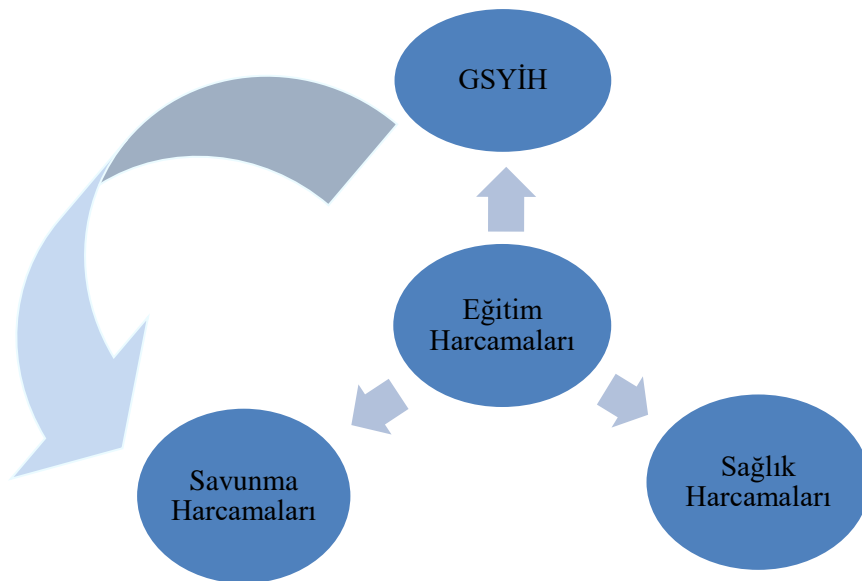 GSYİH
Eğitim
Harcamaları
Savunma
Harcamaları
Sağlık
Harcamaları